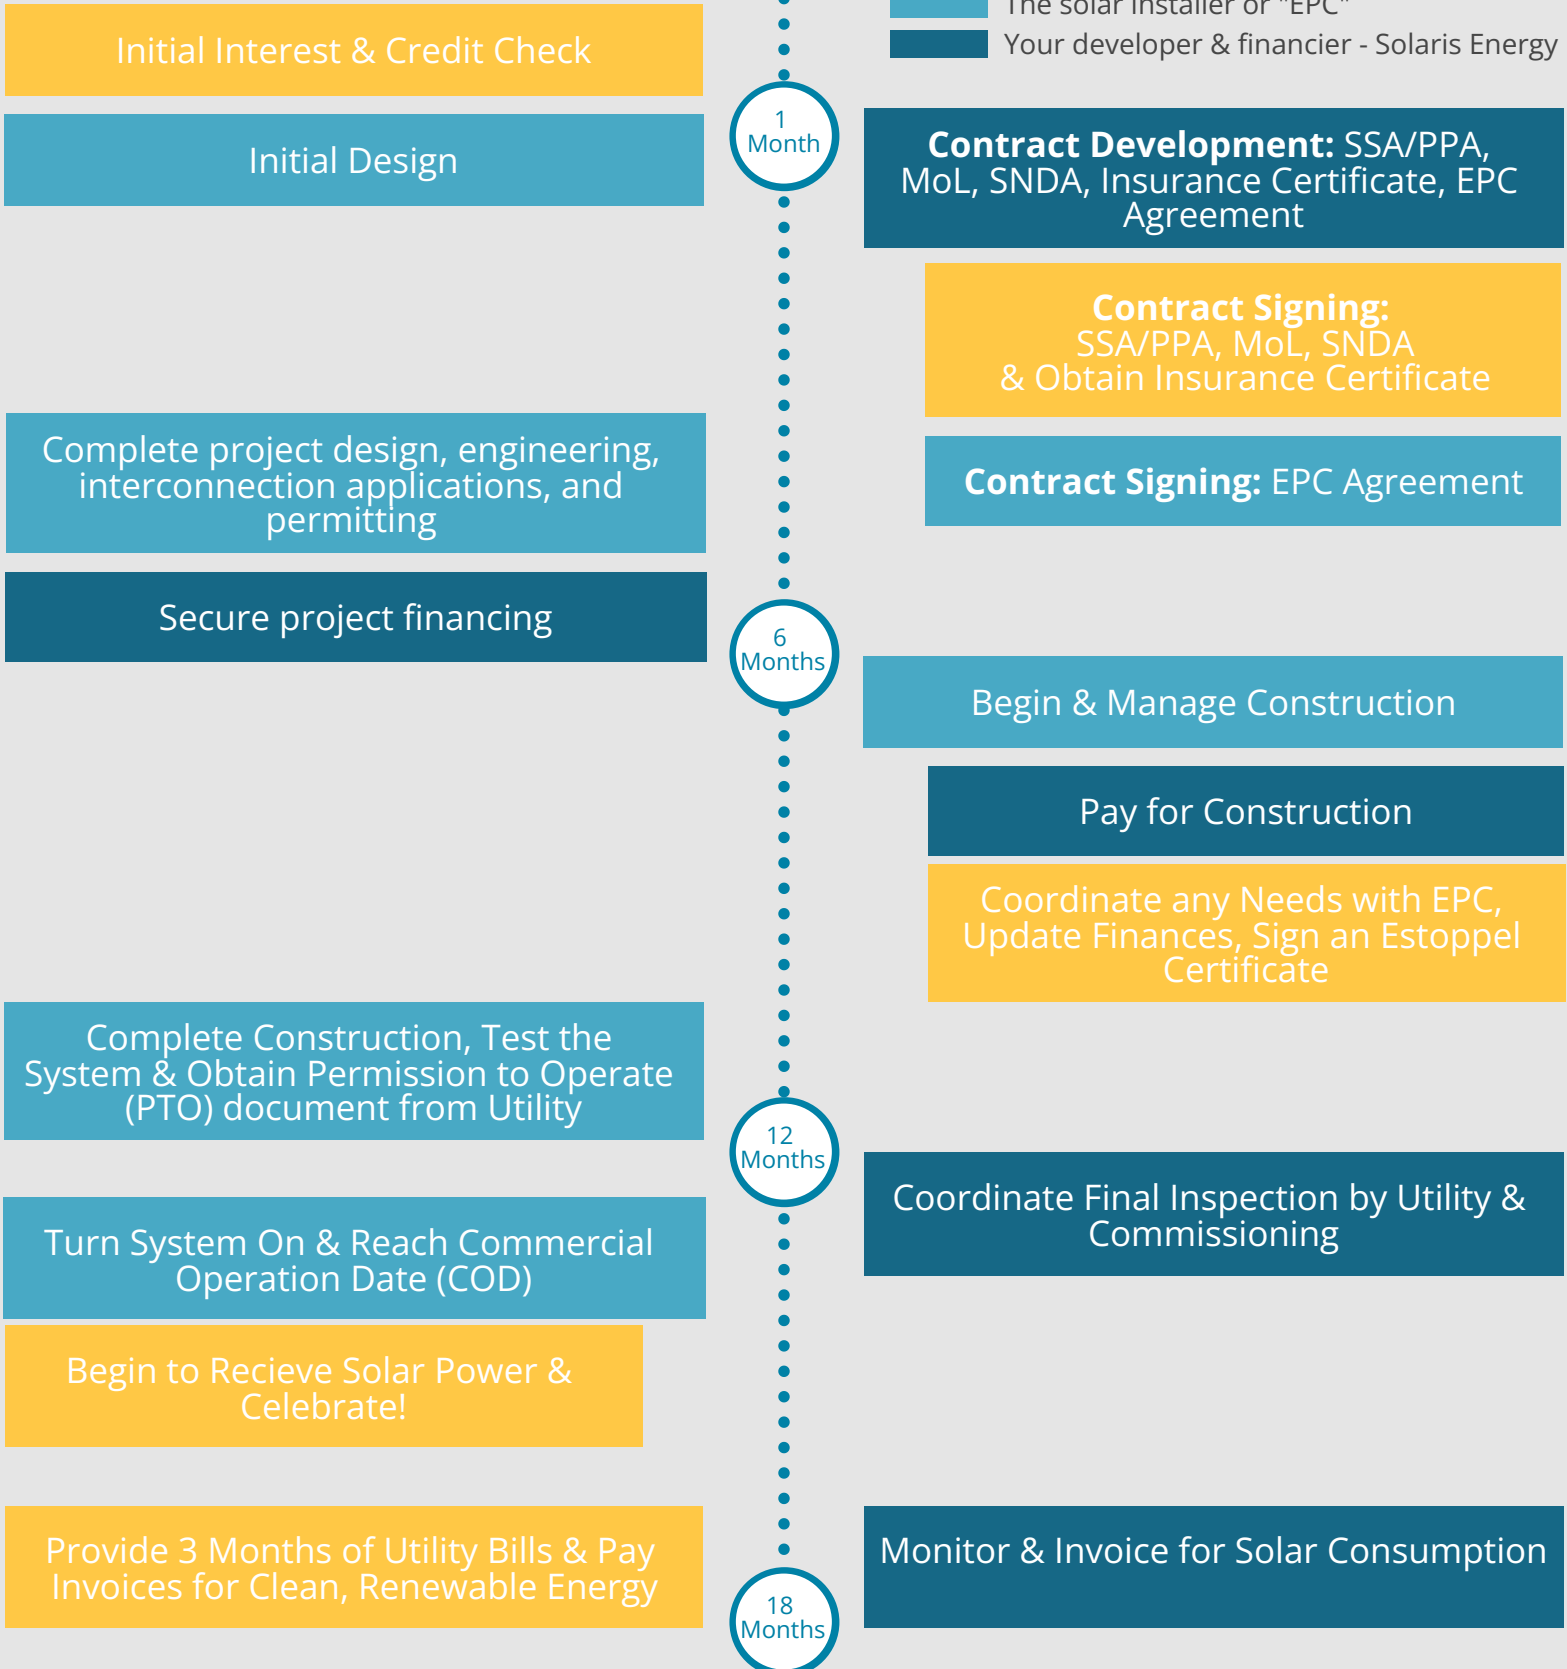 The solar installer or "EPC"
Your developer & financier - Solaris Energy
Initial Interest & Credit Check
1
Month
Initial Design
Contract Development: SSA/PPA,
MoL, SNDA, Insurance Certificate, EPC
Agreement
Contract Signing:
SSA/PPA, MoL, SNDA
& Obtain Insurance Certificate
Complete project design, engineering,
interconnection applications, and
permitting
Contract Signing: EPC Agreement
Secure project financing
6
Months
Begin & Manage Construction
Pay for Construction
Coordinate any Needs with EPC,
Update Finances, Sign an Estoppel
Certificate
Complete Construction, Test the
System & Obtain Permission to Operate
(PTO) document from Utility
12
Months
Coordinate Final Inspection by Utility &
Commissioning
Turn System On & Reach Commercial
Operation Date (COD)
Begin to Recieve Solar Power &
Celebrate!
Provide 3 Months of Utility Bills & Pay
Invoices for Clean, Renewable Energy
Monitor & Invoice for Solar Consumption
18
Months